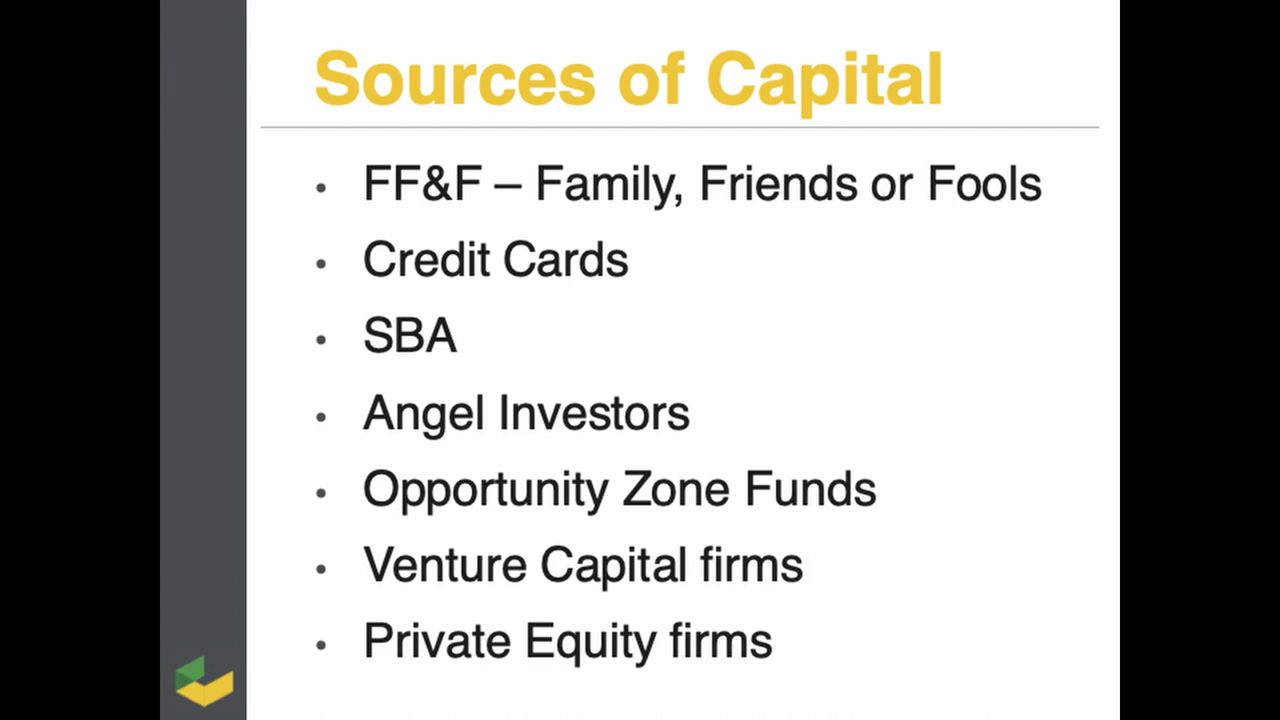 Sources of Capital
• FF&F – Family, Friends or Fools
• Credit Cards
• SBA
• Angel Investors
• Opportunity Zone Funds
• Venture Capital firms
• Private Equity firms